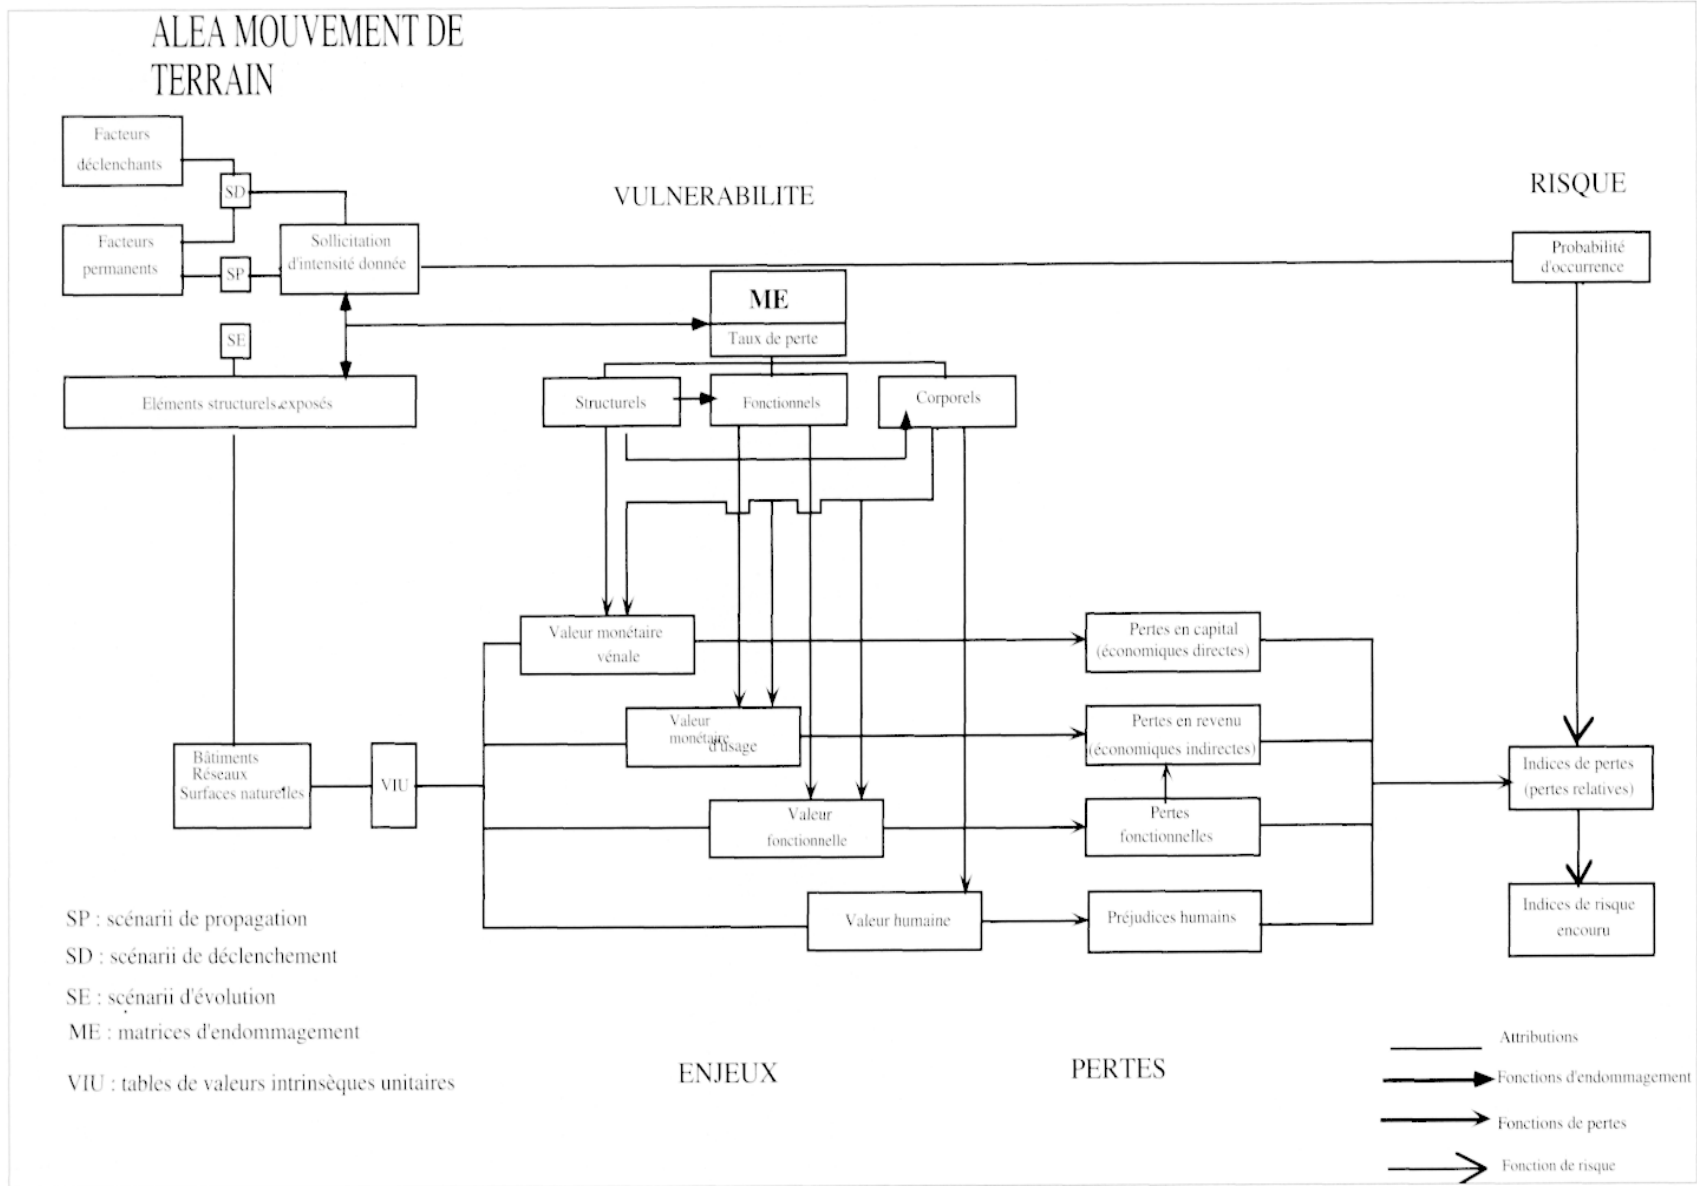 ALEA MOUVEMENT DE
TERRAIN
Facteurs
déclenchants
SD
VULNERABILITE
RISQUE
Facteurs
permanents
SP
Sollicitation
d'intensité donnée
Probabilité
d'occurrence
ME
Taux de perte
SE
Eléments structurels exposés
Structurels
Fonctionnels
Corporels
Valeur monétaire
vénale
Pertes en capital
(économiques directes)
Valeur
monétaire
d'usage
Pertes en revenu
(économiques indirectes)
Bâtiments
Réseaux
Surfaces naturelles
VIU
Indices de pertes
(pertes relatives)
Valeur
fonctionnelle
Pertes
fonctionnelles
Valeur humaine
Préjudices humains
Indices de risque
encouru
SP : scénarii de propagation
SD : scénarii de déclenchement
SE : scénarii d'évolution
ME : matrices d'endommagement
VIU : tables de valeurs intrinsèques unitaires
ENJEUX
PERTES
Attributions
Fonctions d'endommagement
Fonctions de pertes
Fonction de risque